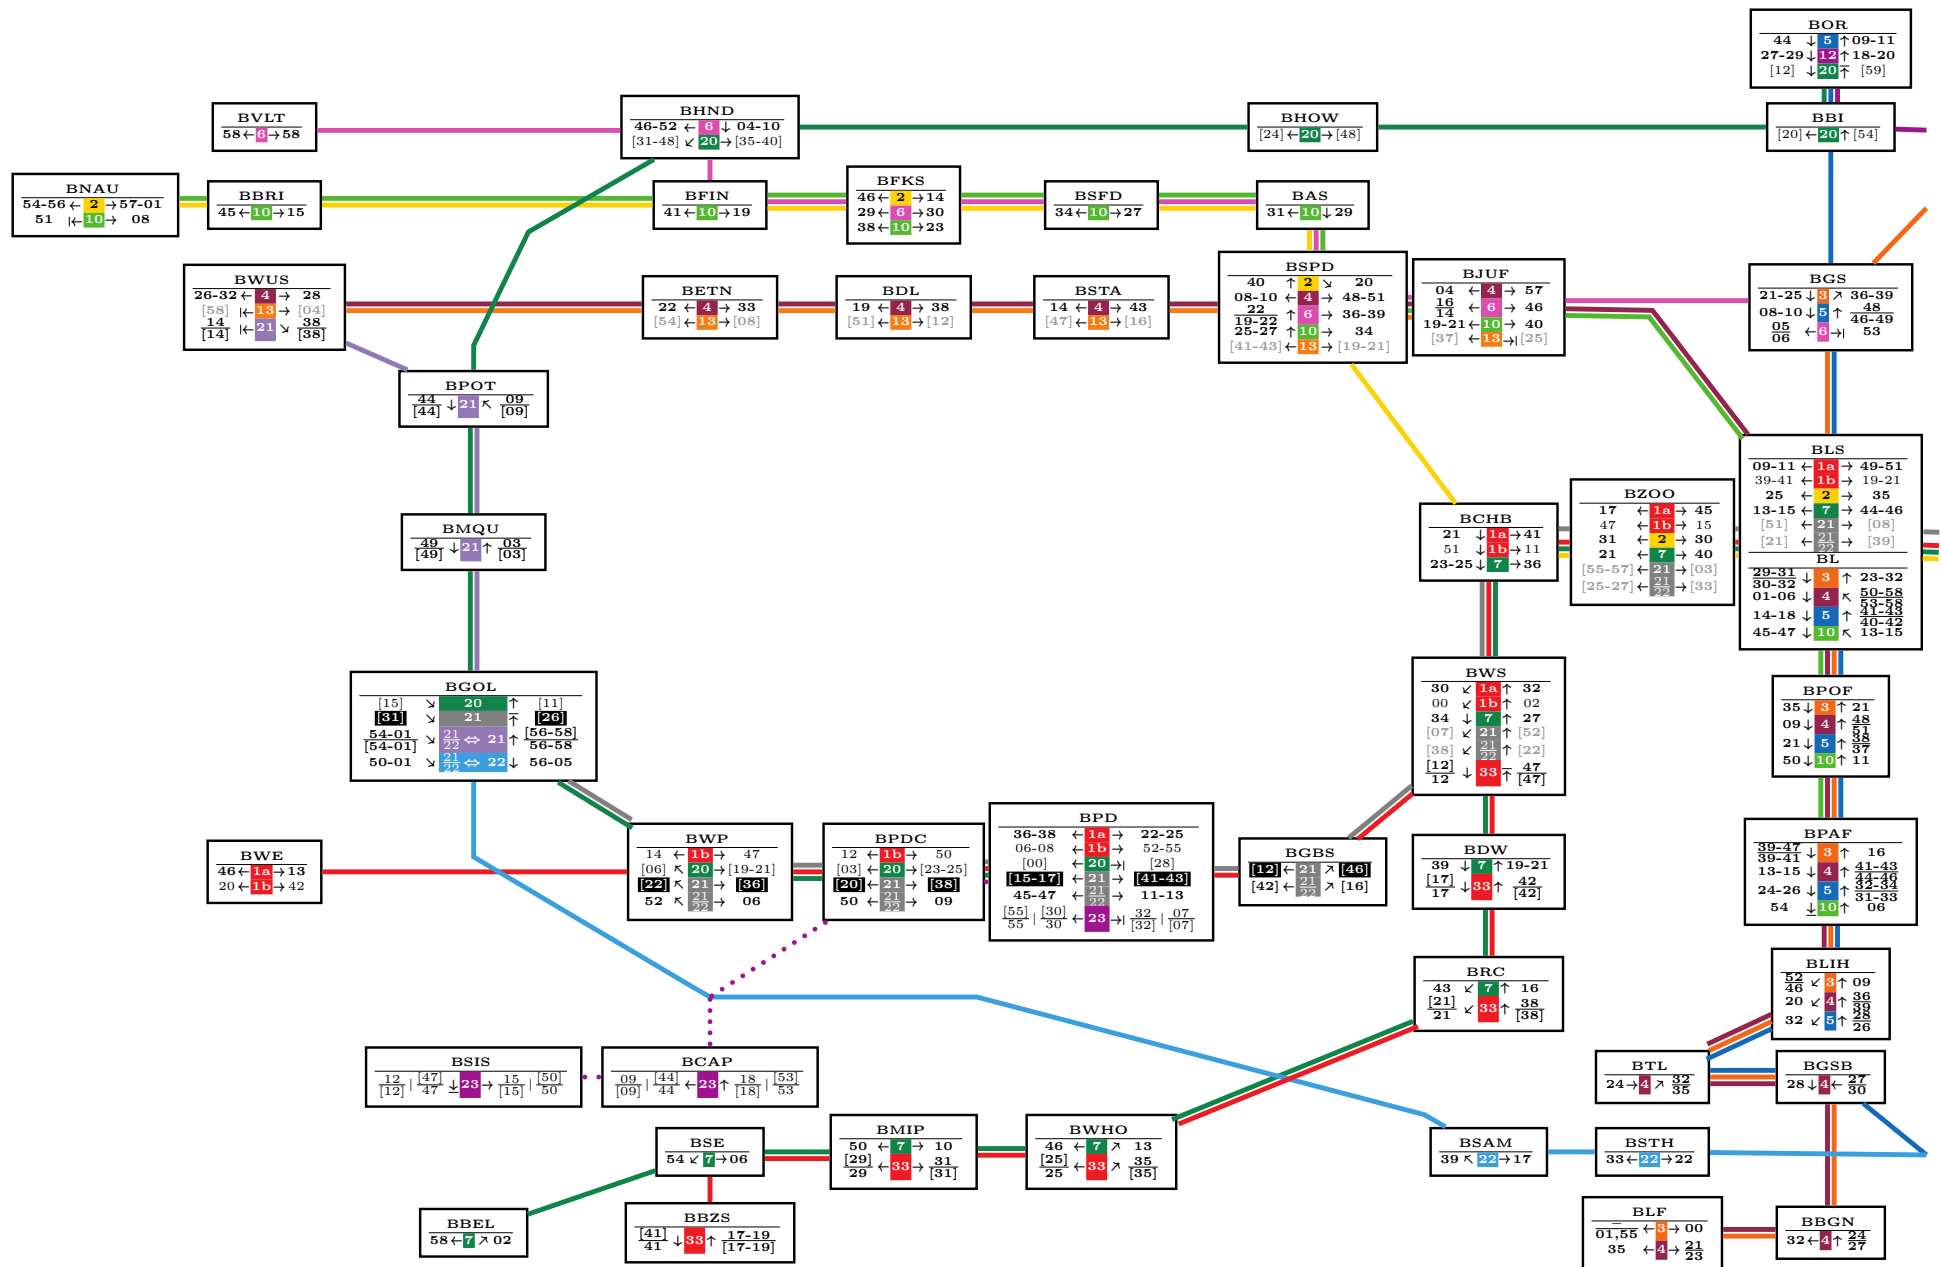 BOR
44 ↓ 5 ↑ 09-11
27-29 ↓ 12 ↑ 18-20
[12] ↓ 20 ↑ [59]
BVLT
58 ← 6 → 58
BHND
46-52 ← 6 ↓ 04-10
[31-48] ↙ 20 → [35-40]
BHOW
[24] ← 20 → [48]
BBI
[20] ← 20 ↑ [54]
BNAU
54-56 ← 2 → 57-01
51 ← 10 → 08
BBRI
45 ← 10 → 15
BFIN
41 ← 10 → 19
BFKS
46 ← 2 → 14
29 ← 6 → 30
38 ← 10 → 23
BSFD
34 ← 10 → 27
BAS
31 ← 10 ↓ 29
BWUS
26-32 ← 4 → 28
[58] ← 13 → [04]
14 38
[14] ← 21 ↘ [38]
BETN
22 ← 4 → 33
[54] ← 13 → [08]
BDL
19 ← 4 → 38
[51] ← 13 → [12]
BSTA
14 ← 4 → 43
[47] ← 13 → [16]
BSPD
40 ↑ 2 ↘ 20
08-10 ← 4 → 48-51
22
19-22 ↑ 6 → 36-39
25-27 ↑ 10 → 34
[41-43] ← 13 → [19-21]
BJUF
04 ← 4 → 57
16
14 ← 6 → 46
19-21 ← 10 → 40
[37] ← 13 → [25]
BGS
21-25 ↓ 3 ↗ 36-39
08-10 ↓ 5 ↑ 48
46-49
05
06 ← 6 → 53
BPOT
44 09
[44] ↓ 21 ↖ [09]
BMQU
49 03
[49] ↓ 21 ↑ [03]
BCHB
21 ↓ 1a → 41
51 ↓ 1b → 11
23-25 ↓ 7 → 36
BZOO
17 ← 1a → 45
47 ← 1b → 15
31 ← 2 → 30
21 ← 7 → 40
[55-57] ← 21 → [03]
[25-27] ← 21/22 → [33]
BLS
09-11 ← 1a → 49-51
39-41 ← 1b → 19-21
25 ← 2 → 35
13-15 ← 7 → 44-46
[51] ← 21 → [08]
[21] ← 21/22 → [39]
BL
29-31
30-32 ↓ 3 ↑ 23-32
01-06 ↓ 4 ↖ 50-58
53-58
14-18 ↓ 5 ↑ 41-43
40-42
45-47 ↓ 10 ↖ 13-15
BGOL
[15] ↘ 20 ↑ [11]
[31] ↘ 21 ↑ [26]
54-01 [56-58]
[54-01] ↘ 21/22 ⇔ 21 ↑ 56-58
50-01 ↘ 21/22 ⇔ 22 ↓ 56-05
BWS
30 ↙ 1a ↑ 32
00 ↙ 1b ↑ 02
34 ↓ 7 ↑ 27
[07] ↙ 21 ↑ [52]
[38] ↙ 21/22 ↑ [22]
[12] 47
12 ↓ 33 ↑ [47]
BPOF
35 ↓ 3 ↑ 21
09 ↓ 4 ↑ 48
51
21 ↓ 5 ↑ 38
37
50 ↓ 10 ↑ 11
BWE
46 ← 1a → 13
20 ← 1b → 42
BWP
14 ← 1b → 47
[06] ↖ 20 → [19-21]
[22] ↖ 21 → [36]
52 ↖ 21/22 → 06
BPDC
12 ← 1b → 50
[03] ← 20 → [23-25]
[20] ← 21 → [38]
50 ← 21/22 → 09
BPD
36-38 ← 1a → 22-25
06-08 ← 1b → 52-55
[00] ← 20 → [28]
[15-17] ← 21 → [41-43]
45-47 ← 21/22 → 11-13
[55] | [30] 32 | 07
55 | 30 ← 23 → [32] | [07]
BGBS
[12] ← 21 ↗ [46]
[42] ← 21/22 ↗ [16]
BDW
39 ↓ 7 ↑ 19-21
[17] 42
17 ↓ 33 ↑ [42]
BPAF
39-47
39-41 ↓ 3 ↑ 16
13-15 ↓ 4 ↑ 41-43
44-46
24-26 ↓ 5 ↑ 32-34
31-33
54 ↓ 10 ↑ 06
BRC
43 ↙ 7 ↑ 16
[21] 38
21 ↙ 33 ↑ [38]
BLIH
52
46 ↙ 3 ↑ 09
20 ↙ 4 ↑ 36
39
32 ↙ 5 ↑ 28
26
BSIS
12 | [47] 15 | [50]
[12] | 47 ↓ 23 → [15] | 50
BCAP
09 | [44] 18 | [53]
[09] | 44 ← 23 ↑ [18] | 53
BTL
24 → 4 ↗ 32
35
BGSB
28 ↓ 4 ← 27
30
BSE
54 ↙ 7 → 06
BMIP
50 ← 7 → 10
[29] 31
29 ← 33 → [31]
BWHO
46 ← 7 ↗ 13
[25] 35
25 ← 33 ↗ [35]
BSAM
39 ↖ 22 → 17
BSTH
33 ← 22 → 22
BBEL
58 ← 7 ↗ 02
BBZS
[41] 17-19
41 ↓ 33 ↑ [17-19]
BLF
–
01,55 ← 3 → 00
35 ← 4 → 21
23
BBGN
32 ← 4 ↑ 24
27